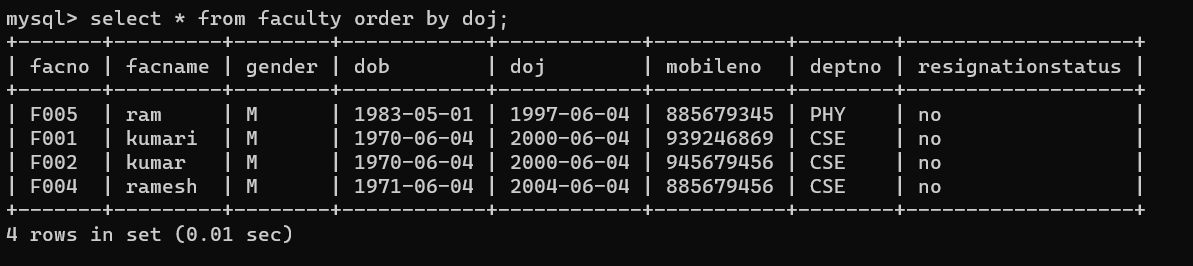 mysql> select * from faculty order by doj;
+-------+---------+--------+------------+------------+-----------+--------+-------------------+
| facno | facname | gender | dob        | doj        | mobileno  | deptno | resignationstatus |
+-------+---------+--------+------------+------------+-----------+--------+-------------------+
| F005  | ram     | M      | 1983-05-01 | 1997-06-04 | 885679345 | PHY    | no                |
| F001  | kumari  | M      | 1970-06-04 | 2000-06-04 | 939246869 | CSE    | no                |
| F002  | kumar   | M      | 1970-06-04 | 2000-06-04 | 945679456 | CSE    | no                |
| F004  | ramesh  | M      | 1971-06-04 | 2004-06-04 | 885679456 | CSE    | no                |
+-------+---------+--------+------------+------------+-----------+--------+-------------------+
4 rows in set (0.01 sec)